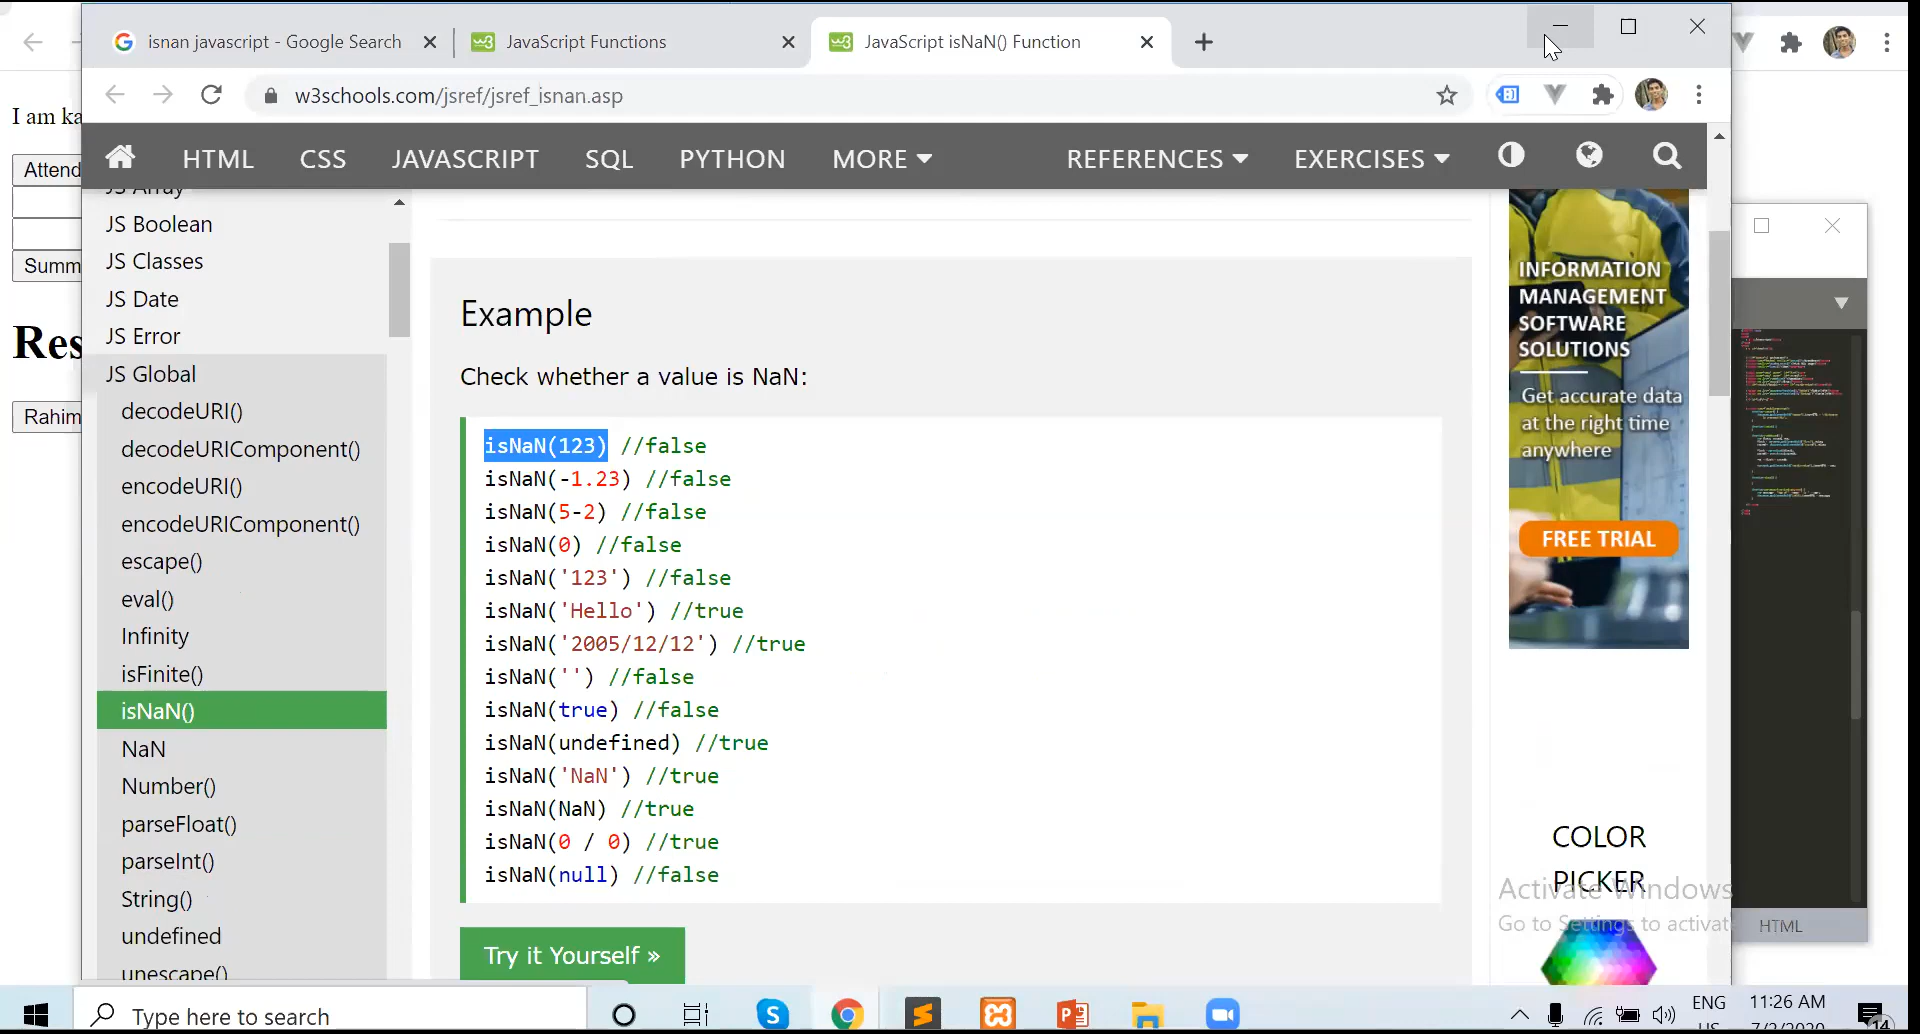 isnan javascript - Google Search
JavaScript Functions
JavaScript isNaN() Function
w3schools.com/jsref/jsref_isnan.asp
HTML
CSS
JAVASCRIPT
SQL
PYTHON
MORE
REFERENCES
EXERCISES
I am ka
Attend
Summ
Res
Rahim
JS Array
JS Boolean
JS Classes
JS Date
JS Error
JS Global
decodeURI()
decodeURIComponent()
encodeURI()
encodeURIComponent()
escape()
eval()
Infinity
isFinite()
isNaN()
NaN
Number()
parseFloat()
parseInt()
String()
undefined
unescape()
Example
Check whether a value is NaN:
isNaN(123) //false
isNaN(-1.23) //false
isNaN(5-2) //false
isNaN(0) //false
isNaN('123') //false
isNaN('Hello') //true
isNaN('2005/12/12') //true
isNaN('') //false
isNaN(true) //false
isNaN(undefined) //true
isNaN('NaN') //true
isNaN(NaN) //true
isNaN(0 / 0) //true
isNaN(null) //false
Try it Yourself »
INFORMATION
MANAGEMENT
SOFTWARE
SOLUTIONS
Get accurate data
at the right time
anywhere
FREE TRIAL
COLOR
PICKER
Activate Windows
Go to Settings to activat
HTML
Type here to search
ENG
US
11:26 AM
14